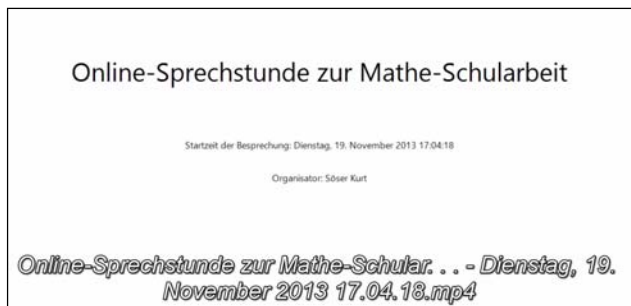 Online-Sprechstunde zur Mathe-Schularbeit
Startzeit der Besprechung: Dienstag, 19. November 2013 17:04:18
Organisator: Söser Kurt
Online-Sprechstunde zur Mathe-Schular. . . - Dienstag, 19.
November 2013 17.04.18.mp4